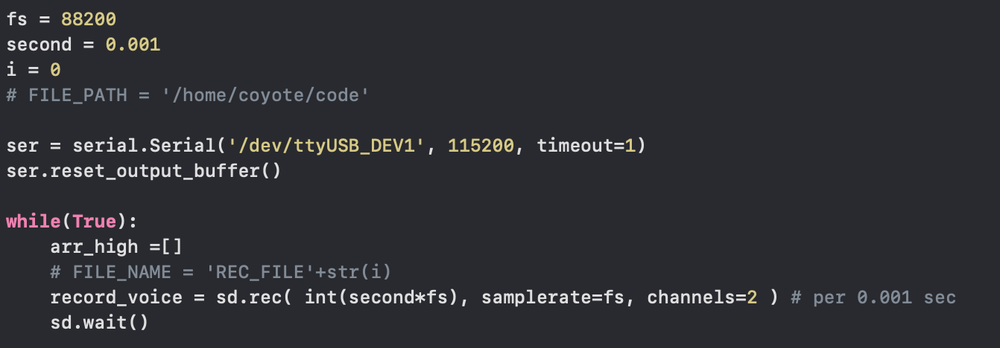 fs = 88200
second = 0.001
i = 0
# FILE_PATH = '/home/coyote/code'

ser = serial.Serial('/dev/ttyUSB_DEV1', 115200, timeout=1)
ser.reset_output_buffer()

while(True):
    arr_high =[]
    # FILE_NAME = 'REC_FILE'+str(i)
    record_voice = sd.rec( int(second*fs), samplerate=fs, channels=2 ) # per 0.001 sec
    sd.wait()